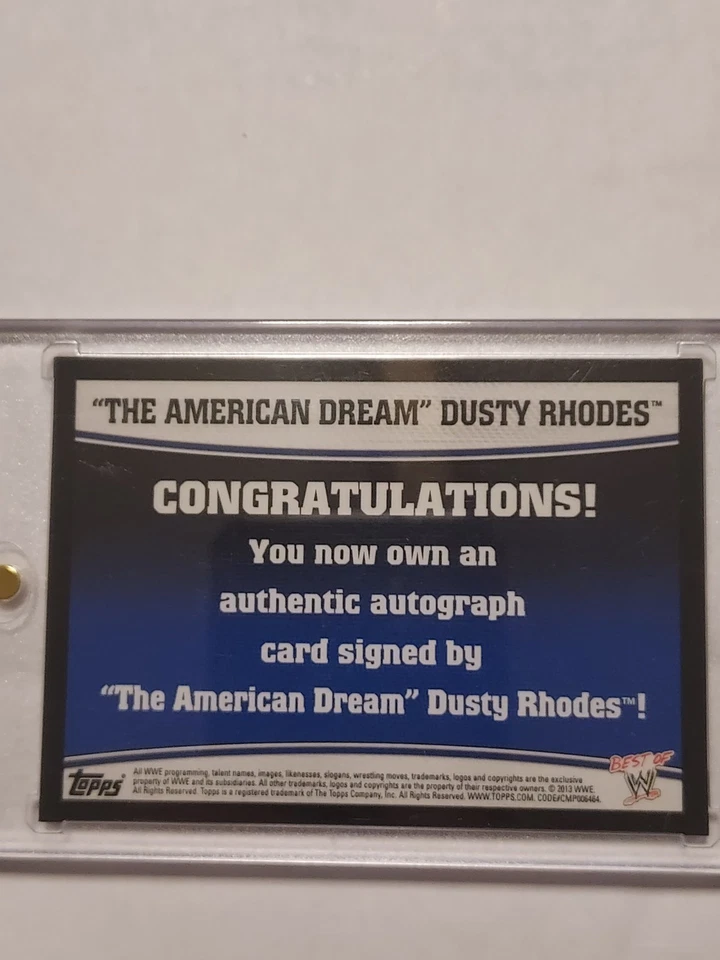 “THE AMERICAN DREAM” DUSTY RHODES™
CONGRATULATIONS!
You now own an
authentic autograph
card signed by
“The American Dream” Dusty Rhodes™!
Topps®
All WWE programming, talent names, images, likenesses, slogans, wrestling moves, trademarks, logos and copyrights are the exclusive
property of WWE and its subsidiaries. All other trademarks, logos and copyrights are the property of their respective owners. © 2013 WWE.
All Rights Reserved. Topps is a registered trademark of The Topps Company, Inc. All Rights Reserved. WWW.TOPPS.COM. CODE#CMP006464.
BEST OF
W